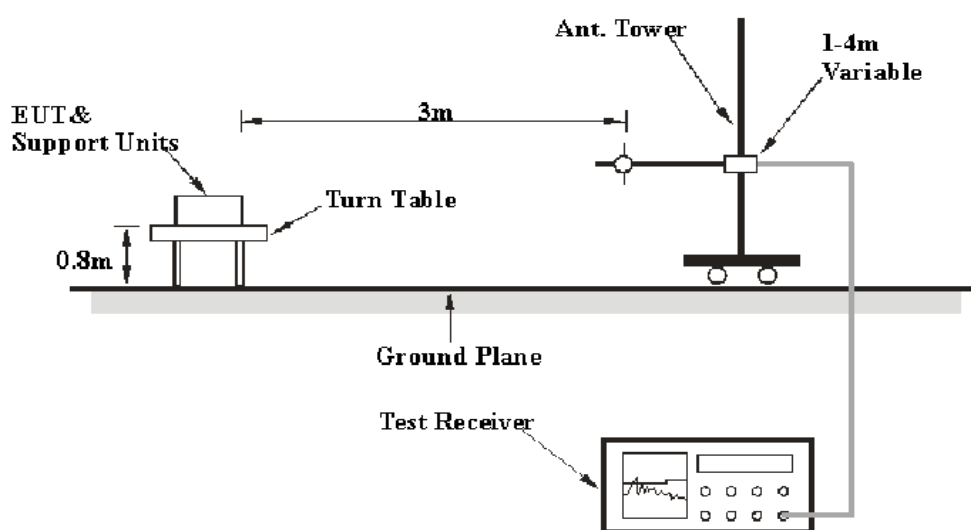 Ant. Tower
1-4m
Variable
EUT&
Support Units
3m
Turn Table
0.8m
Ground Plane
Test Receiver